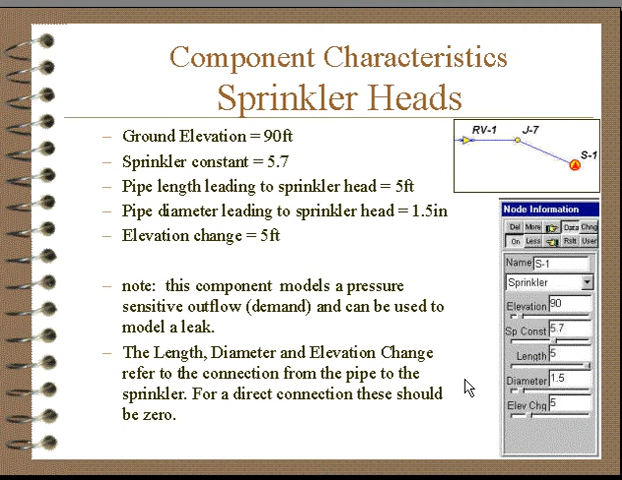 Component Characteristics
Sprinkler Heads
– Ground Elevation = 90ft
– Sprinkler constant = 5.7
– Pipe length leading to sprinkler head = 5ft
– Pipe diameter leading to sprinkler head = 1.5in
– Elevation change = 5ft
– note: this component models a pressure
sensitive outflow (demand) and can be used to
model a leak.
– The Length, Diameter and Elevation Change
refer to the connection from the pipe to the
sprinkler. For a direct connection these should
be zero.
RV-1 J-7
S-1
Node Information
Del More Data Chng
On Less Rslt User
Name S-1
Sprinkler
Elevation 90
Sp Const 5.7
Length 5
Diameter 1.5
Elev Chg 5